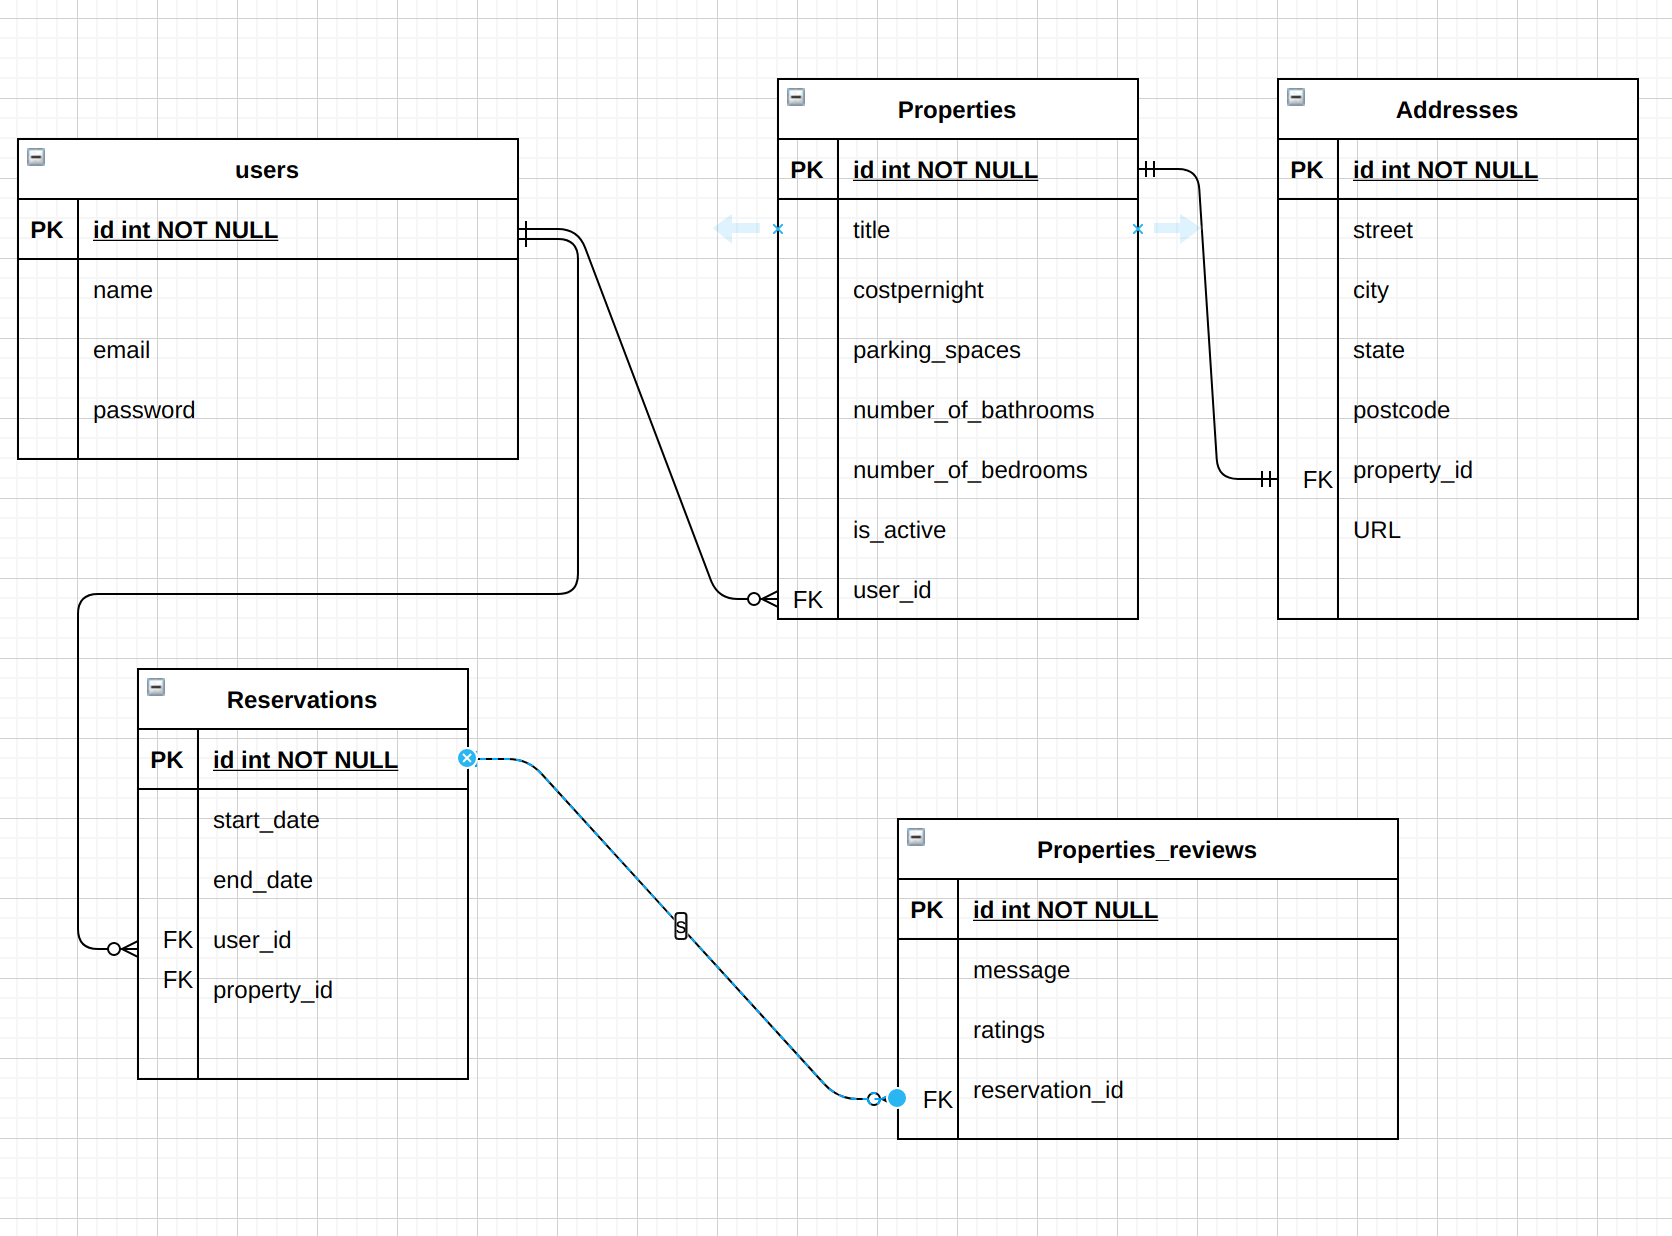 users
PK id int NOT NULL
name
email
password
Properties
PK id int NOT NULL
title
costpernight
parking_spaces
number_of_bathrooms
number_of_bedrooms
is_active
FK user_id
Addresses
PK id int NOT NULL
street
city
state
postcode
FK property_id
URL
Reservations
PK id int NOT NULL
start_date
end_date
FK user_id
FK property_id
s
Properties_reviews
PK id int NOT NULL
message
ratings
FK reservation_id